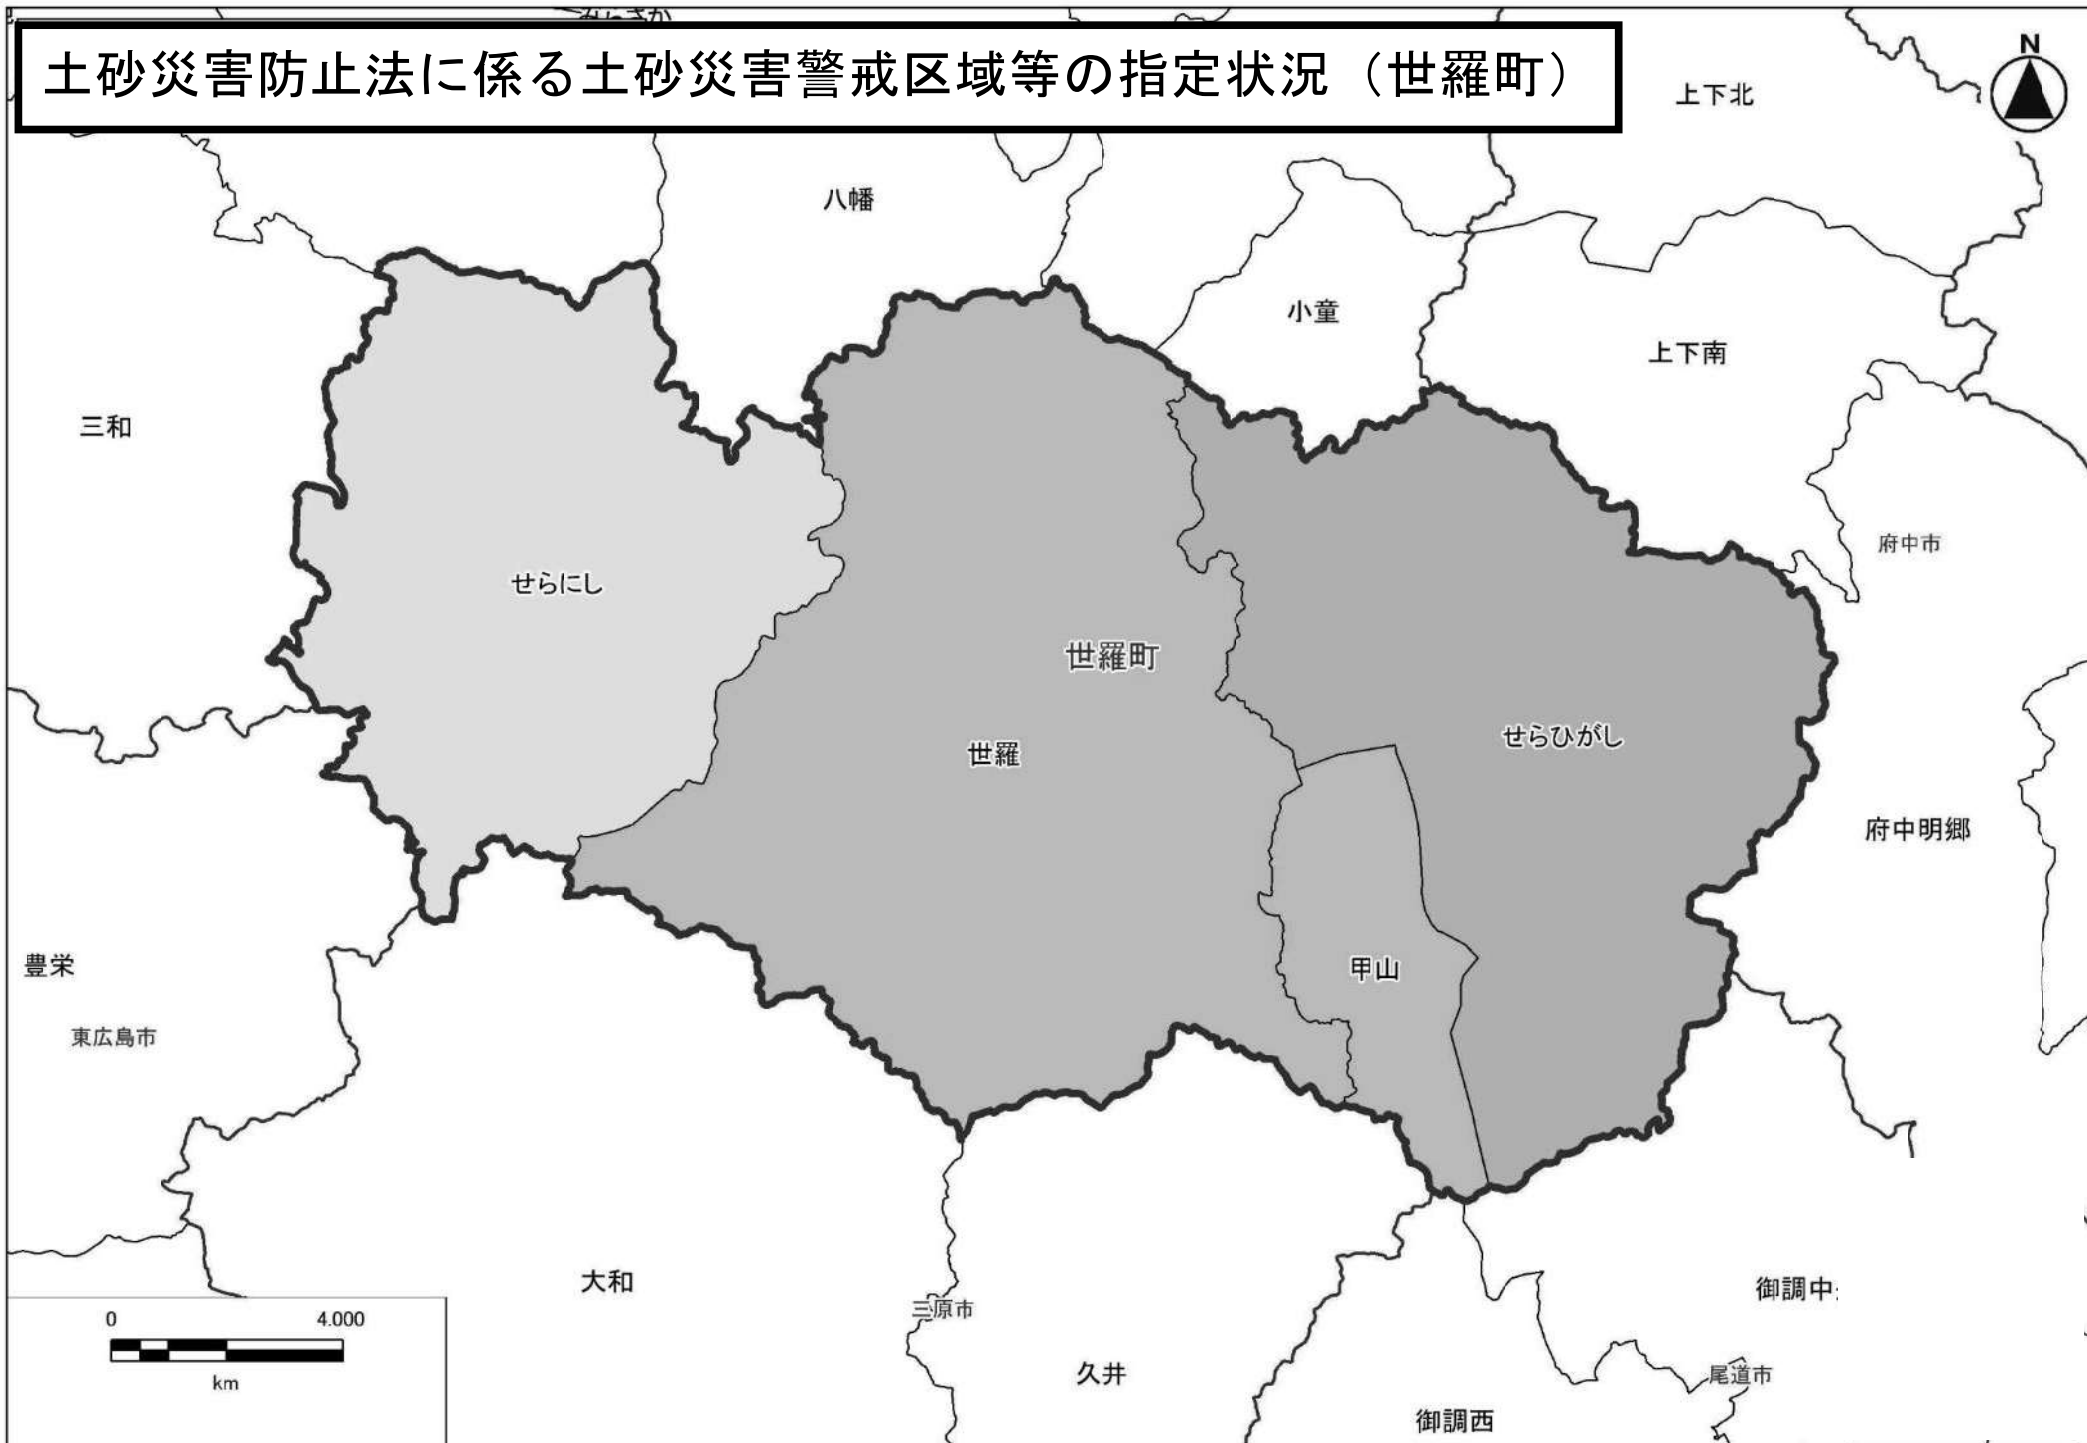 土砂災害防止法に係る土砂災害警戒区域等の指定状況（世羅町）
N
上下北
八幡
小童
上下南
三和
府中市
せらにし
世羅町
せらひがし
世羅
府中明郷
豊栄
甲山
東広島市
大和
御調中
三原市
0 4.000
km
久井
尾道市
御調西